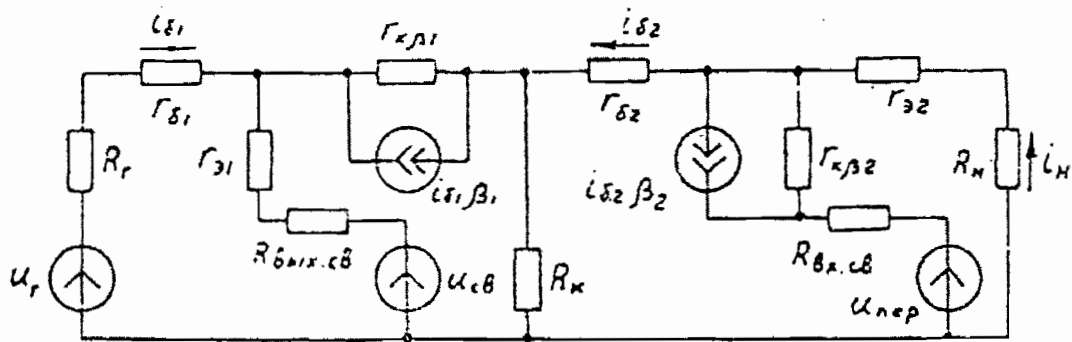 iб1
rкβ1
iб2
rб1
rб2
rэ2
Rг
rэ1
iб1β1
iб2β2
rкβ2
Rн
iн
Rвых.св
Rвх.св
uг
uсв
Rк
uпер